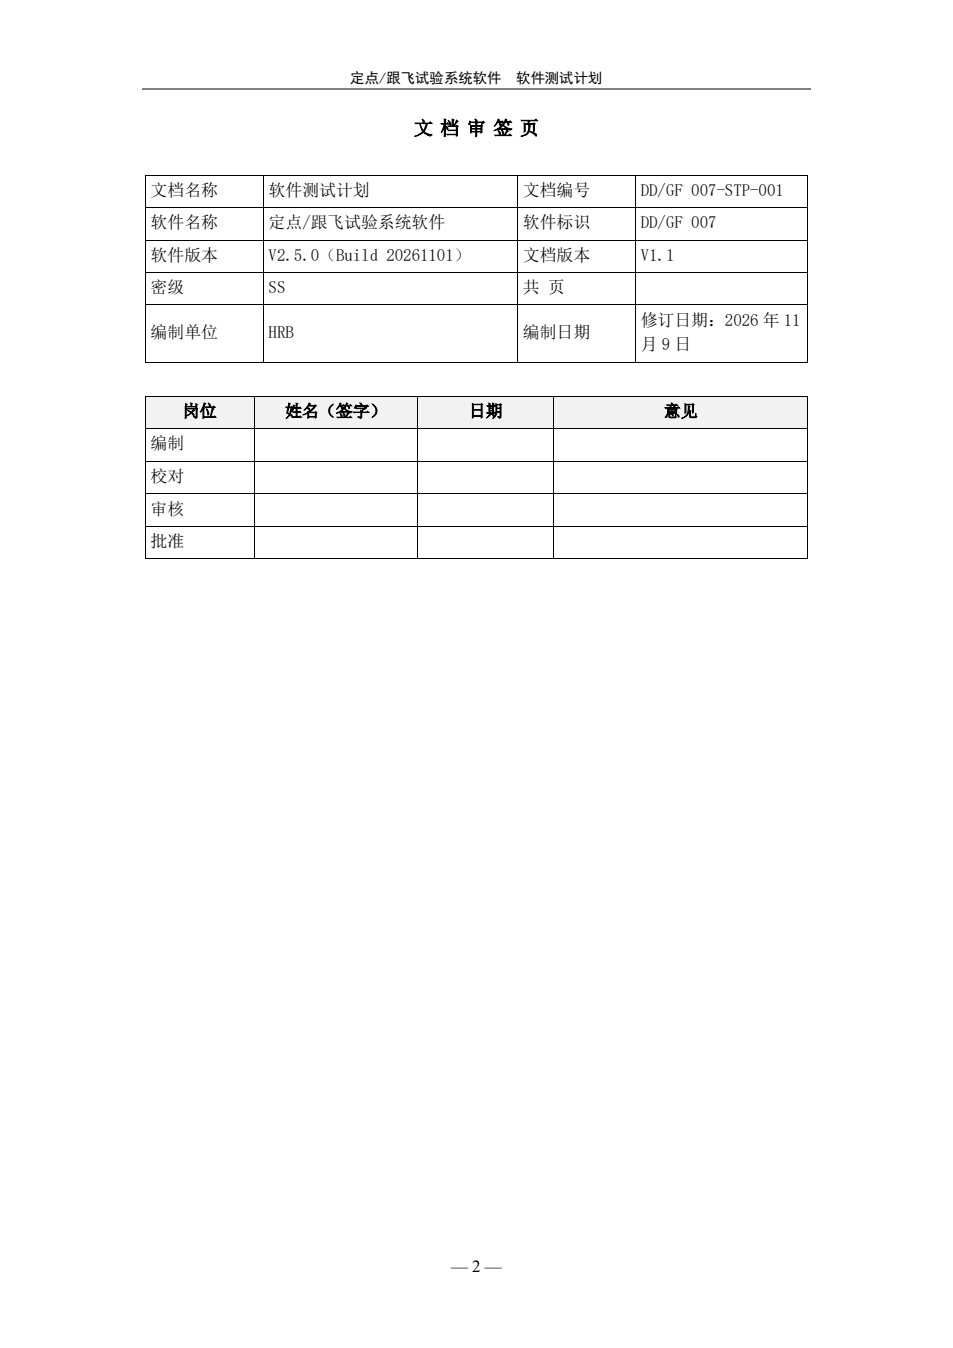 定点/跟飞试验系统软件　软件测试计划
文 档 审 签 页
文档名称 软件测试计划 文档编号 DD/GF 007-STP-001
软件名称 定点/跟飞试验系统软件 软件标识 DD/GF 007
软件版本 V2.5.0（Build 20261101） 文档版本 V1.1
密级 SS 共 页
编制单位 HRB 编制日期 修订日期：2026 年 11
月 9 日
岗位 姓名（签字） 日期 意见
编制
校对
审核
批准
— 2 —